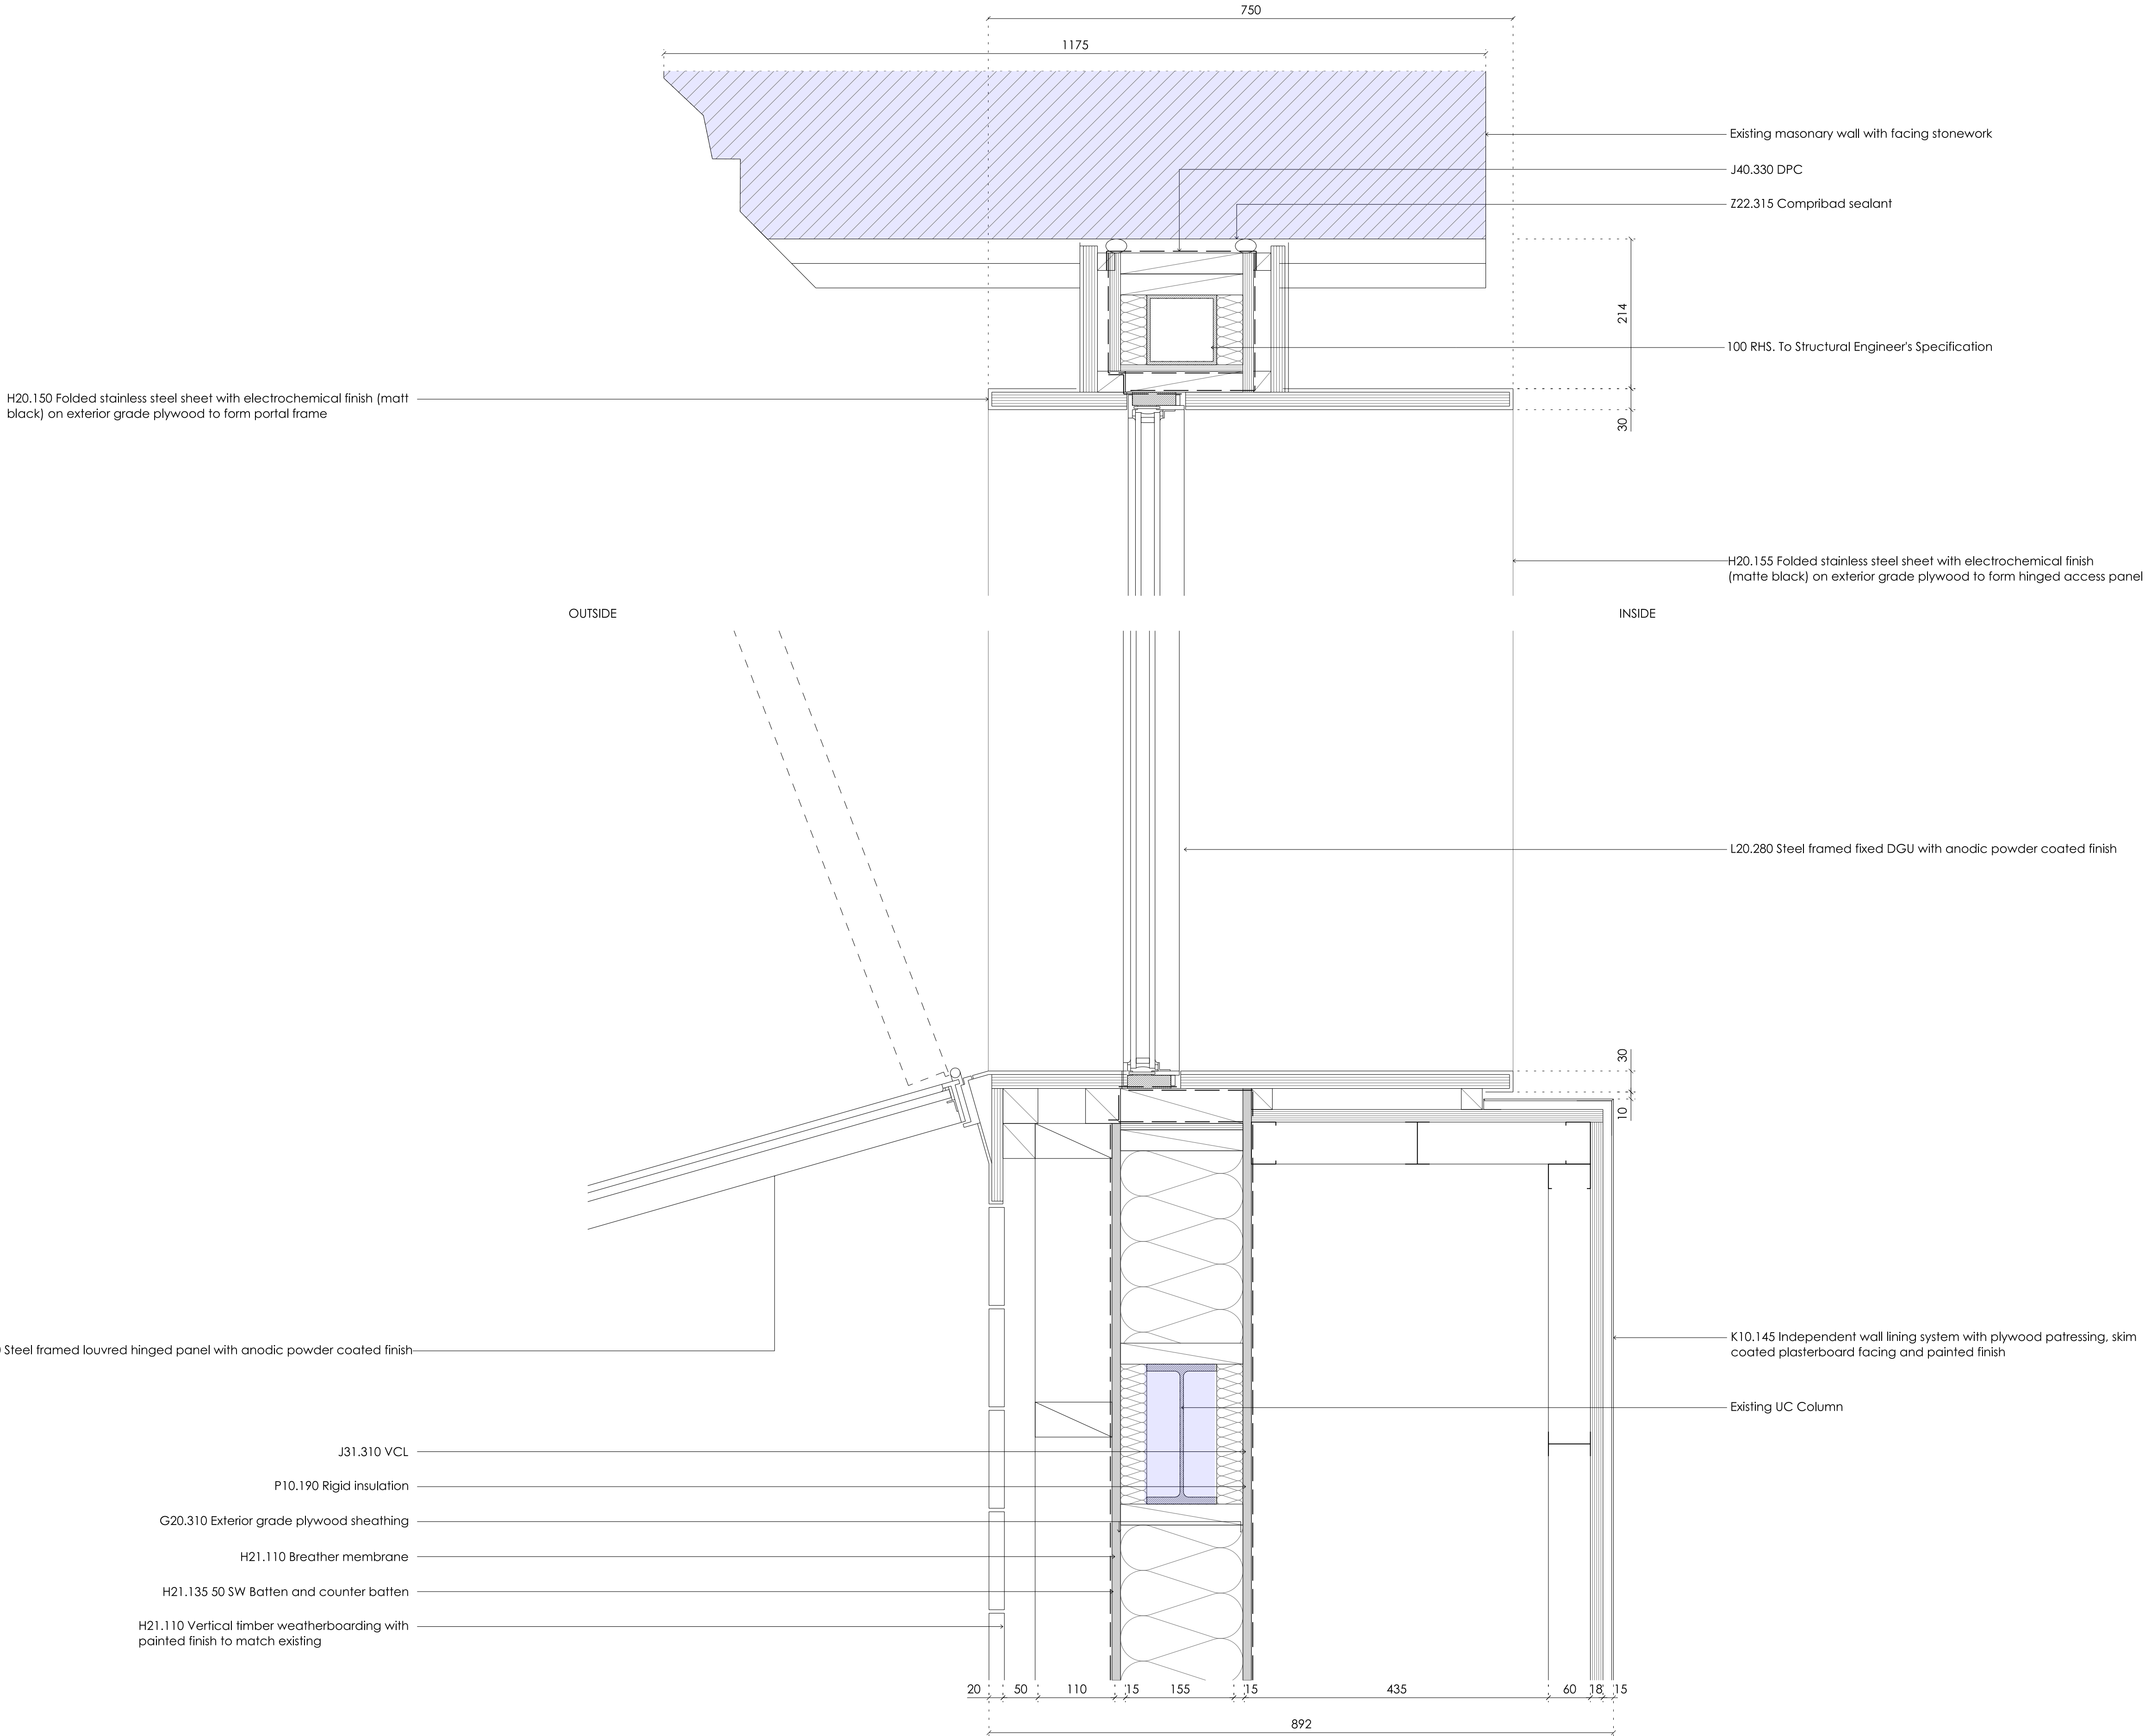 750
1175
Existing masonary wall with facing stonework
J40.330 DPC
Z22.315 Compribad sealant
214
100 RHS. To Structural Engineer's Specification
H20.150 Folded stainless steel sheet with electrochemical finish (matt
black) on exterior grade plywood to form portal frame
30
H20.155 Folded stainless steel sheet with electrochemical finish
(matte black) on exterior grade plywood to form hinged access panel
OUTSIDE
INSIDE
L20.280 Steel framed fixed DGU with anodic powder coated finish
30
10
Steel framed louvred hinged panel with anodic powder coated finish
K10.145 Independent wall lining system with plywood patressing, skim
coated plasterboard facing and painted finish
Existing UC Column
J31.310 VCL
P10.190 Rigid insulation
G20.310 Exterior grade plywood sheathing
H21.110 Breather membrane
H21.135 50 SW Batten and counter batten
H21.110 Vertical timber weatherboarding with
painted finish to match existing
20 50 110 15 155 15 435 60 18 15
892